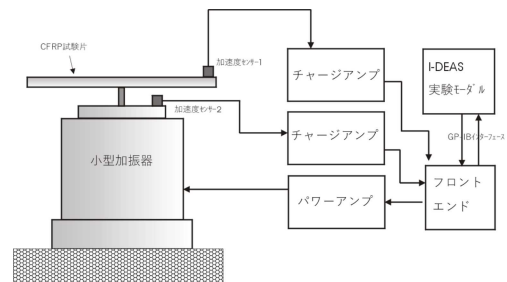 CFRP試験片
加速度ｾﾝｻｰ1
加速度ｾﾝｻｰ2
小型加振器
チャージアンプ
チャージアンプ
パワーアンプ
I-DEAS
実験ﾓｰﾀﾞﾙ
GP-IBｲﾝﾀｰﾌｪｰｽ
フロント
エンド